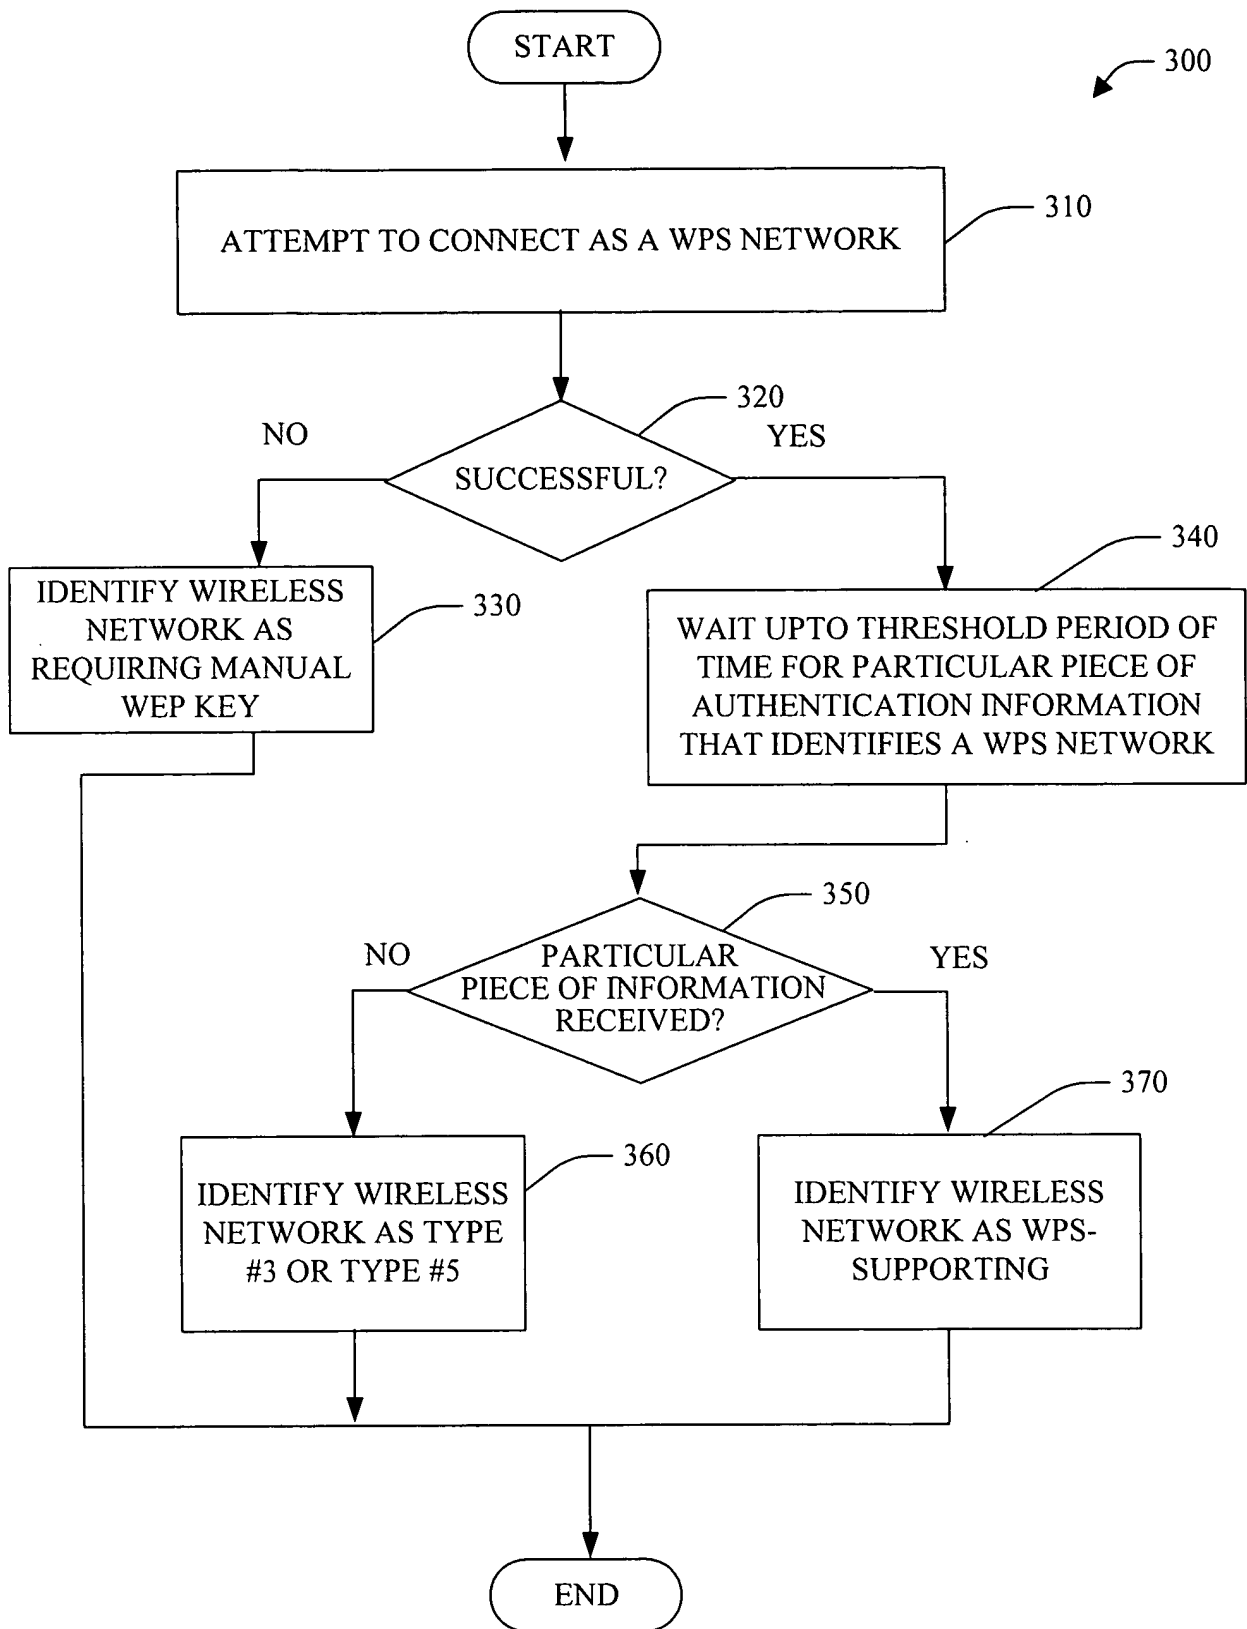 START
300
310
ATTEMPT TO CONNECT AS A WPS NETWORK
320
NO
YES
SUCCESSFUL?
340
IDENTIFY WIRELESS
NETWORK AS
REQUIRING MANUAL
WEP KEY
330
WAIT UPTO THRESHOLD PERIOD OF
TIME FOR PARTICULAR PIECE OF
AUTHENTICATION INFORMATION
THAT IDENTIFIES A WPS NETWORK
350
NO
YES
PARTICULAR
PIECE OF INFORMATION
RECEIVED?
370
360
IDENTIFY WIRELESS
NETWORK AS TYPE
#3 OR TYPE #5
IDENTIFY WIRELESS
NETWORK AS WPS-
SUPPORTING
END